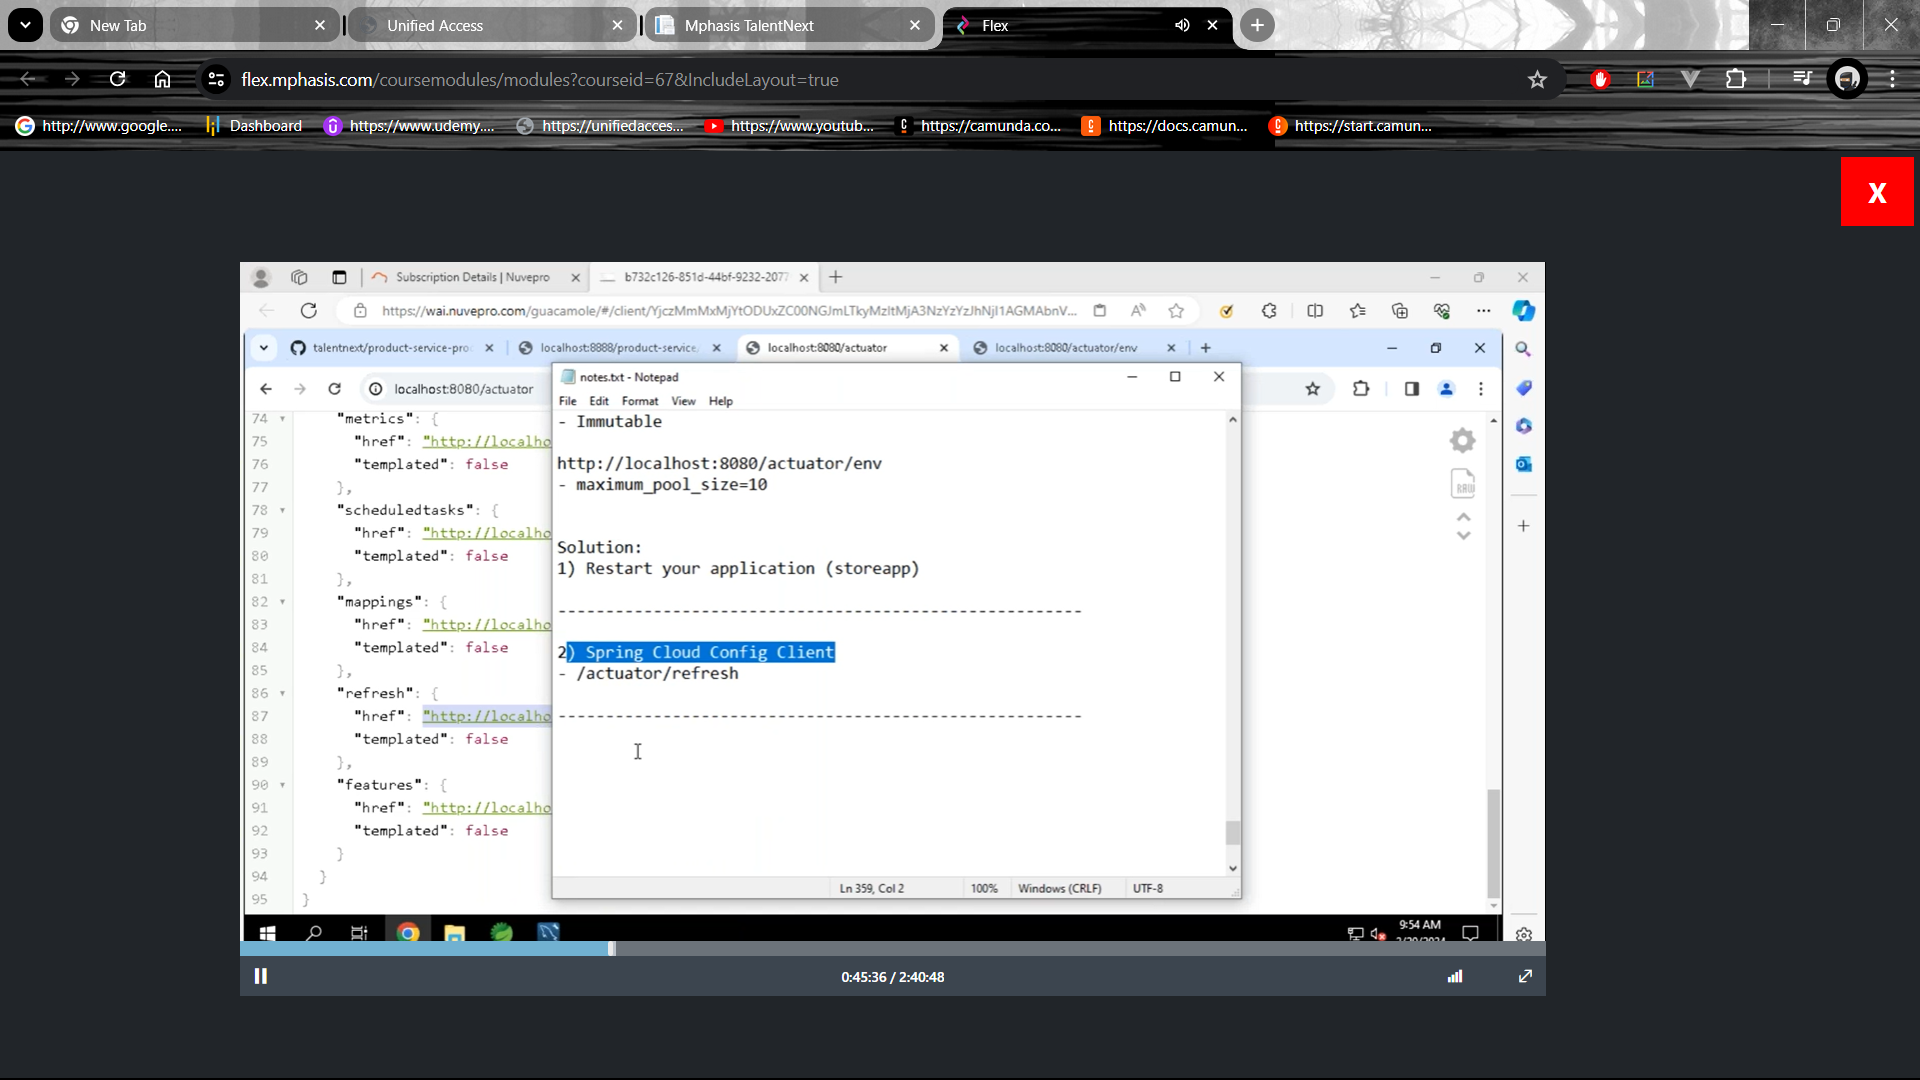 New Tab
Unified Access
Mphasis TalentNext
Flex
flex.mphasis.com/coursemodules/modules?courseid=67&IncludeLayout=true
http://www.google....
Dashboard
https://www.udemy....
https://unifiedacces...
https://www.youtub...
https://camunda.co...
https://docs.camun...
https://start.camun...
X
Subscription Details | Nuvepro
b732c126-851d-44bf-9232-2077
talentnext/product-service-pro
localhost:8888/product-service
localhost:8080/actuator
localhost:8080/actuator/env
localhost:8080/actuator
notes.txt - Notepad
File Edit Format View Help
74 "metrics": {
75 "href": "http://localho
76 "templated": false
77 },
78 "scheduledtasks": {
79 "href": "http://localho
80 "templated": false
81 },
82 "mappings": {
83 "href": "http://localho
84 "templated": false
85 },
86 "refresh": {
87 "href": "http://localho
88 "templated": false
89 },
90 "features": {
91 "href": "http://localho
92 "templated": false
93 }
94 }
95 }
- Immutable
http://localhost:8080/actuator/env
- maximum_pool_size=10
Solution:
1) Restart your application (storeapp)
-------------------------------------------------------
2) Spring Cloud Config Client
- /actuator/refresh
-------------------------------------------------------
Ln 359, Col 2
100%
Windows (CRLF)
UTF-8
RAW
9:54 AM
0:45:36 / 2:40:48